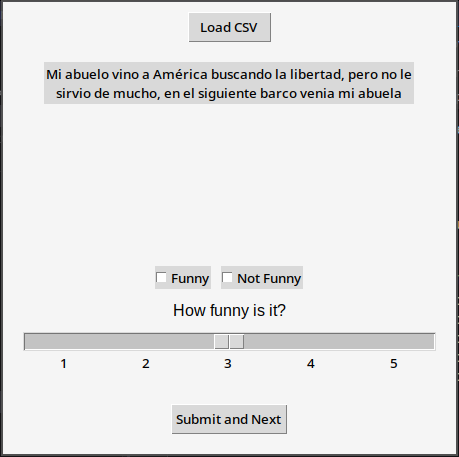 Load CSV
Mi abuelo vino a América buscando la libertad, pero no le
sirvio de mucho, en el siguiente barco venia mi abuela
Funny Not Funny
How funny is it?
1 2 3 4 5
Submit and Next